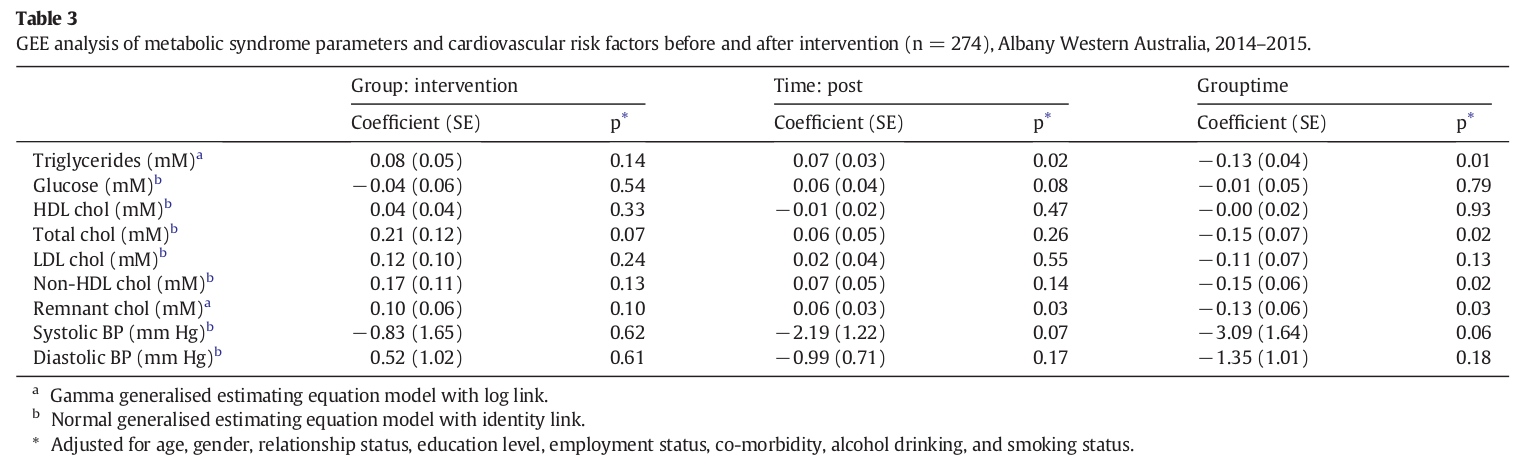 Table 3
GEE analysis of metabolic syndrome parameters and cardiovascular risk factors before and after intervention (n = 274), Albany Western Australia, 2014–2015.
Group: intervention Time: post Grouptime
Coefficient (SE) p* Coefficient (SE) p* Coefficient (SE) p*
Triglycerides (mM)a 0.08 (0.05) 0.14 0.07 (0.03) 0.02 −0.13 (0.04) 0.01
Glucose (mM)b −0.04 (0.06) 0.54 0.06 (0.04) 0.08 −0.01 (0.05) 0.79
HDL chol (mM)b 0.04 (0.04) 0.33 −0.01 (0.02) 0.47 −0.00 (0.02) 0.93
Total chol (mM)b 0.21 (0.12) 0.07 0.06 (0.05) 0.26 −0.15 (0.07) 0.02
LDL chol (mM)b 0.12 (0.10) 0.24 0.02 (0.04) 0.55 −0.11 (0.07) 0.13
Non-HDL chol (mM)b 0.17 (0.11) 0.13 0.07 (0.05) 0.14 −0.15 (0.06) 0.02
Remnant chol (mM)a 0.10 (0.06) 0.10 0.06 (0.03) 0.03 −0.13 (0.06) 0.03
Systolic BP (mm Hg)b −0.83 (1.65) 0.62 −2.19 (1.22) 0.07 −3.09 (1.64) 0.06
Diastolic BP (mm Hg)b 0.52 (1.02) 0.61 −0.99 (0.71) 0.17 −1.35 (1.01) 0.18
a Gamma generalised estimating equation model with log link.
b Normal generalised estimating equation model with identity link.
* Adjusted for age, gender, relationship status, education level, employment status, co-morbidity, alcohol drinking, and smoking status.